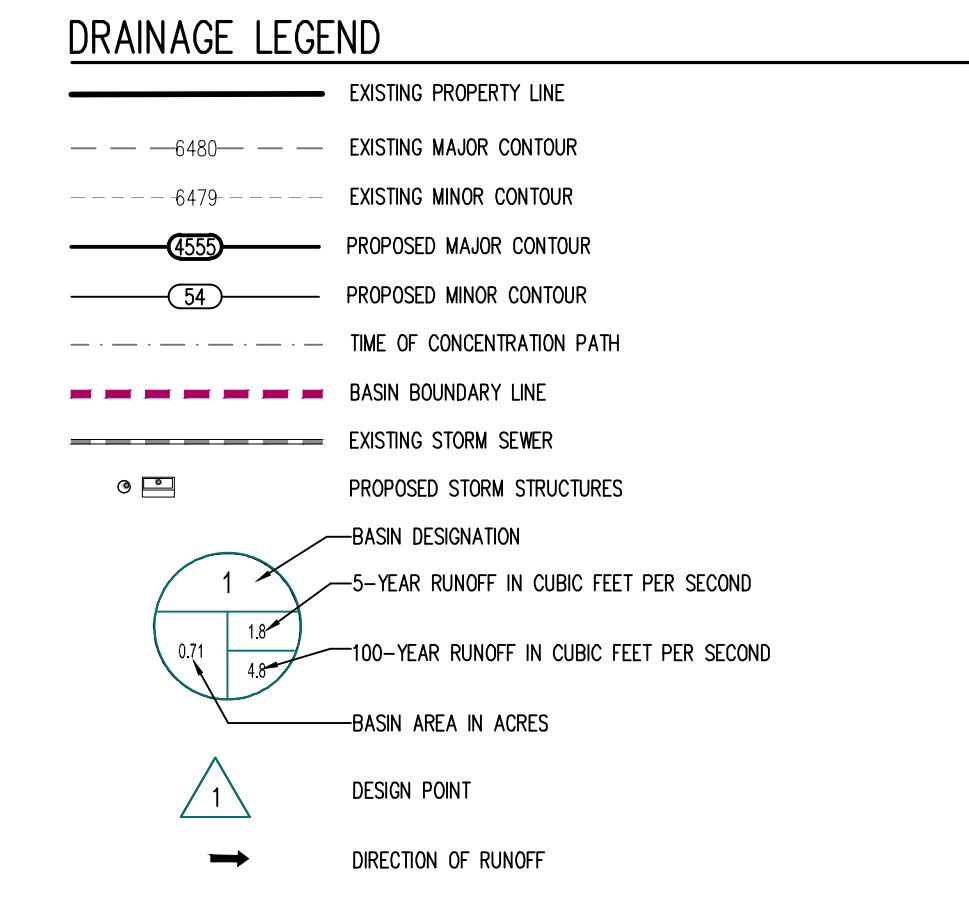 DRAINAGE LEGEND
EXISTING PROPERTY LINE
6480 EXISTING MAJOR CONTOUR
6479 EXISTING MINOR CONTOUR
4555 PROPOSED MAJOR CONTOUR
54 PROPOSED MINOR CONTOUR
TIME OF CONCENTRATION PATH
BASIN BOUNDARY LINE
EXISTING STORM SEWER
PROPOSED STORM STRUCTURES
BASIN DESIGNATION
1
5-YEAR RUNOFF IN CUBIC FEET PER SECOND
1.8
0.71
100-YEAR RUNOFF IN CUBIC FEET PER SECOND
4.8
BASIN AREA IN ACRES
1 DESIGN POINT
DIRECTION OF RUNOFF